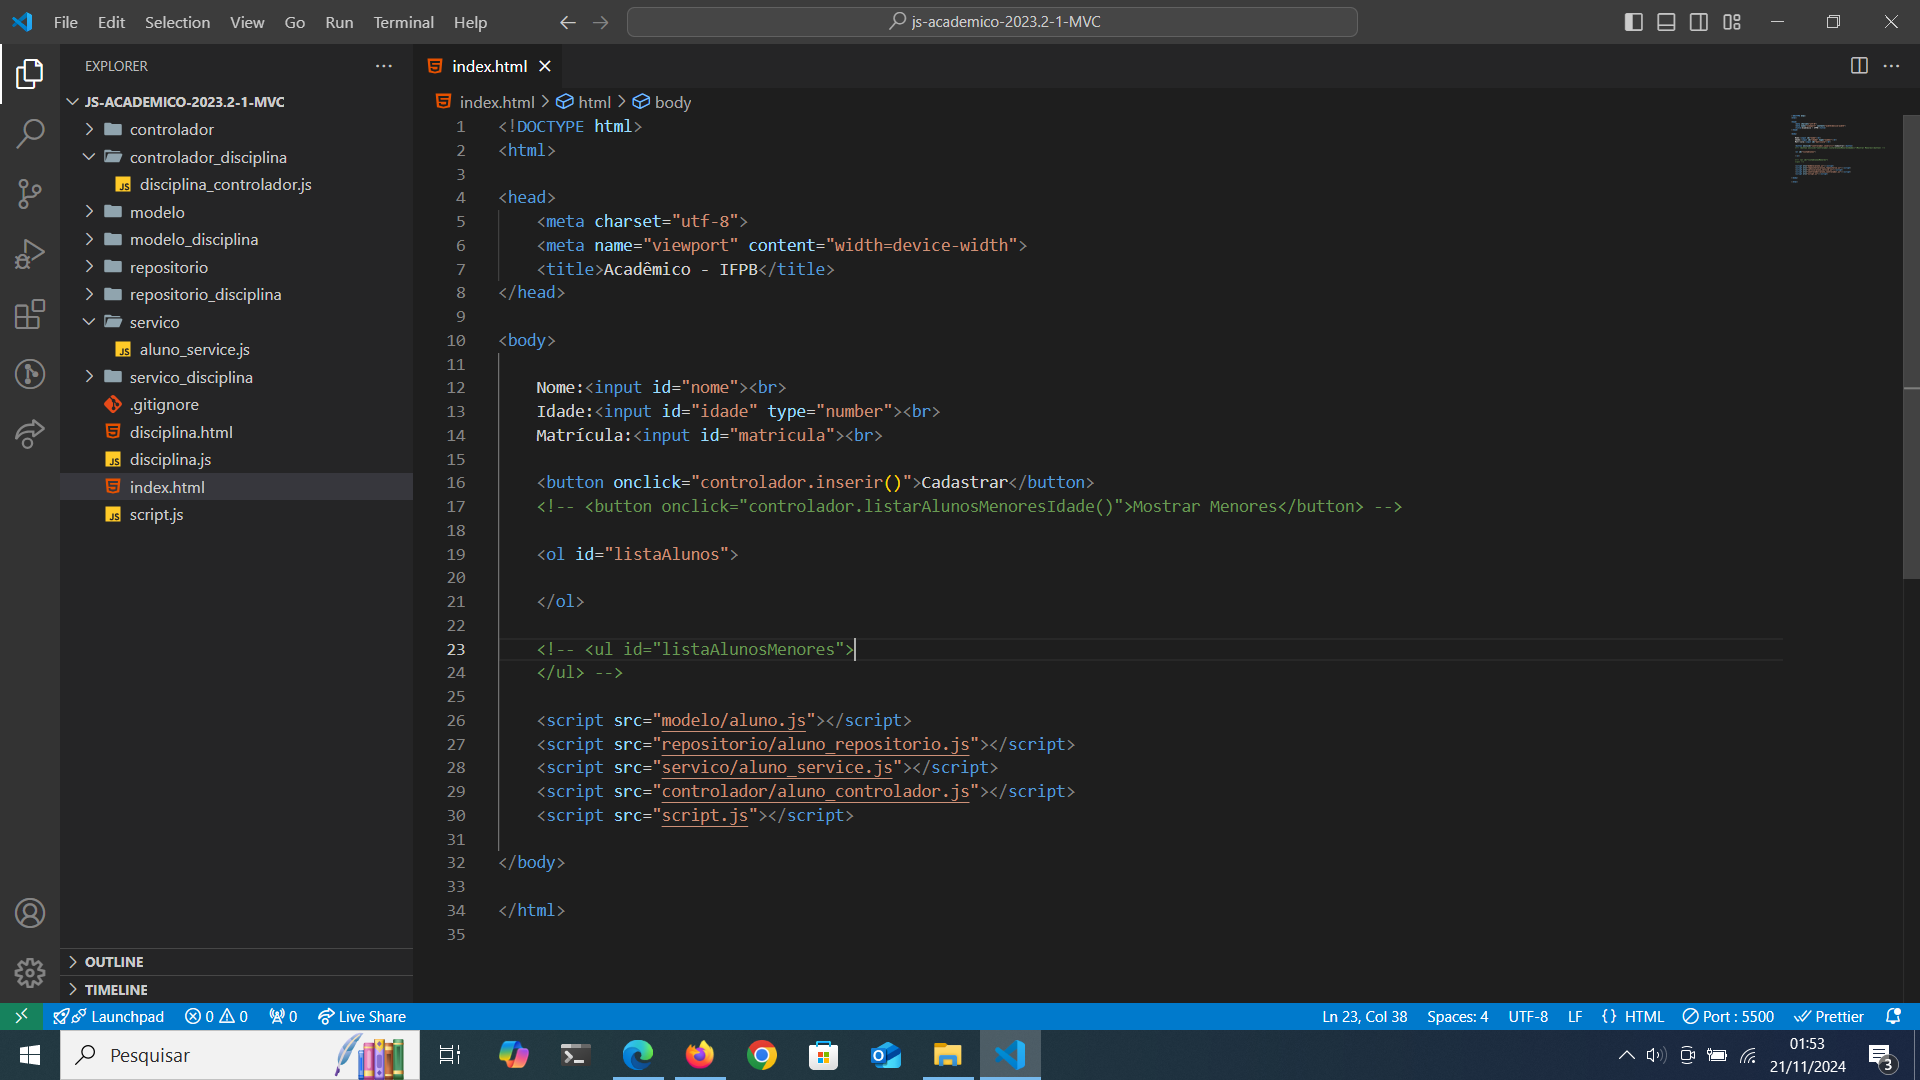 File Edit Selection View Go Run Terminal Help
js-academico-2023.2-1-MVC
EXPLORER
JS-ACADEMICO-2023.2-1-MVC
controlador
controlador_disciplina
disciplina_controlador.js
modelo
modelo_disciplina
repositorio
repositorio_disciplina
servico
aluno_service.js
servico_disciplina
.gitignore
disciplina.html
disciplina.js
index.html
script.js
OUTLINE
TIMELINE
index.html
index.html > html > body
1 <!DOCTYPE html>
2 <html>
3
4 <head>
5 <meta charset="utf-8">
6 <meta name="viewport" content="width=device-width">
7 <title>Acadêmico - IFPB</title>
8 </head>
9
10 <body>
11
12 Nome:<input id="nome"><br>
13 Idade:<input id="idade" type="number"><br>
14 Matrícula:<input id="matricula"><br>
15
16 <button onclick="controlador.inserir()">Cadastrar</button>
17 <!-- <button onclick="controlador.listarAlunosMenoresIdade()">Mostrar Menores</button> -->
18
19 <ol id="listaAlunos">
20
21 </ol>
22
23 <!-- <ul id="listaAlunosMenores">
24 </ul> -->
25
26 <script src="modelo/aluno.js"></script>
27 <script src="repositorio/aluno_repositorio.js"></script>
28 <script src="servico/aluno_service.js"></script>
29 <script src="controlador/aluno_controlador.js"></script>
30 <script src="script.js"></script>
31
32 </body>
33
34 </html>
35
Launchpad 0 0 0 Live Share
Ln 23, Col 38 Spaces: 4 UTF-8 LF {} HTML Port : 5500 Prettier
Pesquisar
01:53
21/11/2024
3